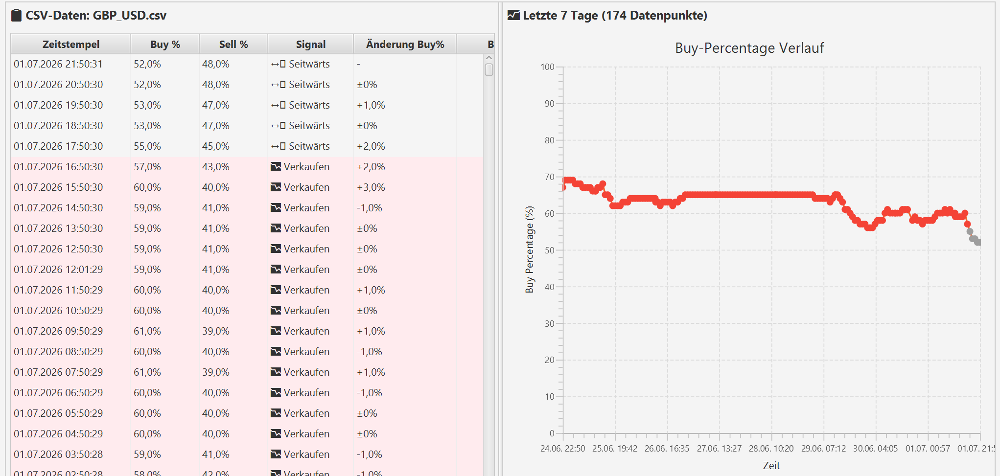 CSV-Daten: GBP_USD.csv
Zeitstempel Buy % Sell % Signal Änderung Buy% B
01.07.2026 21:50:31 52,0% 48,0% ↔ Seitwärts -
01.07.2026 20:50:30 52,0% 48,0% ↔ Seitwärts ±0%
01.07.2026 19:50:30 53,0% 47,0% ↔ Seitwärts +1,0%
01.07.2026 18:50:30 53,0% 47,0% ↔ Seitwärts ±0%
01.07.2026 17:50:30 55,0% 45,0% ↔ Seitwärts +2,0%
01.07.2026 16:50:30 57,0% 43,0% Verkaufen +2,0%
01.07.2026 15:50:30 60,0% 40,0% Verkaufen +3,0%
01.07.2026 14:50:30 59,0% 41,0% Verkaufen -1,0%
01.07.2026 13:50:30 59,0% 41,0% Verkaufen ±0%
01.07.2026 12:50:30 59,0% 41,0% Verkaufen ±0%
01.07.2026 12:01:29 59,0% 41,0% Verkaufen ±0%
01.07.2026 11:50:29 60,0% 40,0% Verkaufen +1,0%
01.07.2026 10:50:29 60,0% 40,0% Verkaufen ±0%
01.07.2026 09:50:29 61,0% 39,0% Verkaufen +1,0%
01.07.2026 08:50:29 60,0% 40,0% Verkaufen -1,0%
01.07.2026 07:50:29 61,0% 39,0% Verkaufen +1,0%
01.07.2026 06:50:29 60,0% 40,0% Verkaufen -1,0%
01.07.2026 05:50:29 60,0% 40,0% Verkaufen ±0%
01.07.2026 04:50:29 60,0% 40,0% Verkaufen ±0%
01.07.2026 03:50:28 59,0% 41,0% Verkaufen -1,0%
01.07.2026 02:50:28 58,0% 42,0% Verkaufen -1,0%
Letzte 7 Tage (174 Datenpunkte)
Buy-Percentage Verlauf
100
90
80
70
60
50
40
30
20
10
0
Buy Percentage (%)
24.06. 22:50 25.06. 19:42 26.06. 16:35 27.06. 13:27 28.06. 10:20 29.06. 07:12 30.06. 04:05 01.07. 00:57 01.07. 21:5
Zeit